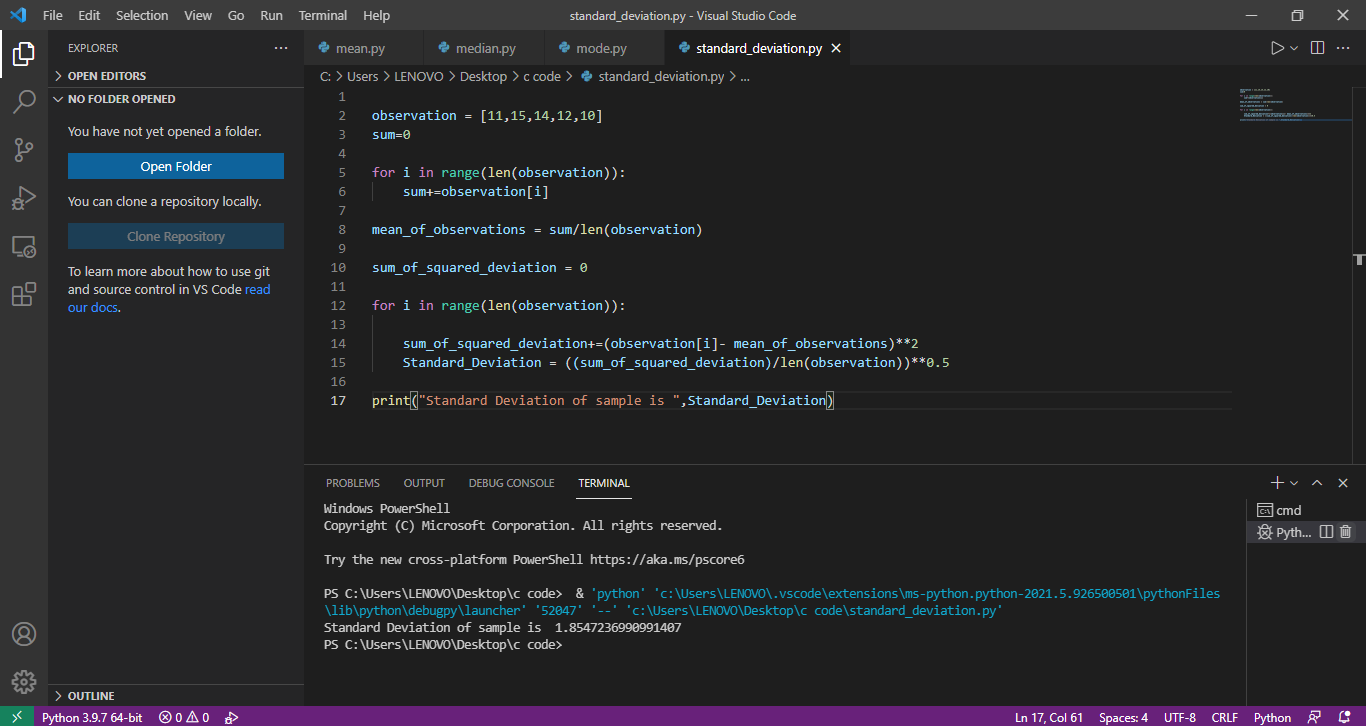 File Edit Selection View Go Run Terminal Help
standard_deviation.py - Visual Studio Code
EXPLORER
OPEN EDITORS
NO FOLDER OPENED
You have not yet opened a folder.
Open Folder
You can clone a repository locally.
Clone Repository
To learn more about how to use git
and source control in VS Code read
our docs.
OUTLINE
mean.py median.py mode.py standard_deviation.py
C: > Users > LENOVO > Desktop > c code > standard_deviation.py > ...
1
2 observation = [11,15,14,12,10]
3 sum=0
4
5 for i in range(len(observation)):
6     sum+=observation[i]
7
8 mean_of_observations = sum/len(observation)
9
10 sum_of_squared_deviation = 0
11
12 for i in range(len(observation)):
13
14     sum_of_squared_deviation+=(observation[i]- mean_of_observations)**2
15     Standard_Deviation = ((sum_of_squared_deviation)/len(observation))**0.5
16
17 print("Standard Deviation of sample is ",Standard_Deviation)
PROBLEMS OUTPUT DEBUG CONSOLE TERMINAL
Windows PowerShell
Copyright (C) Microsoft Corporation. All rights reserved.
Try the new cross-platform PowerShell https://aka.ms/pscore6
PS C:\Users\LENOVO\Desktop\c code>  & 'python' 'c:\Users\LENOVO\.vscode\extensions\ms-python.python-2021.5.926500501\pythonFiles
\lib\python\debugpy\launcher' '52047' '--' 'c:\Users\LENOVO\Desktop\c code\standard_deviation.py'
Standard Deviation of sample is  1.8547236990991407
PS C:\Users\LENOVO\Desktop\c code>
cmd
Pyth...
Python 3.9.7 64-bit 0 0
Ln 17, Col 61 Spaces: 4 UTF-8 CRLF Python